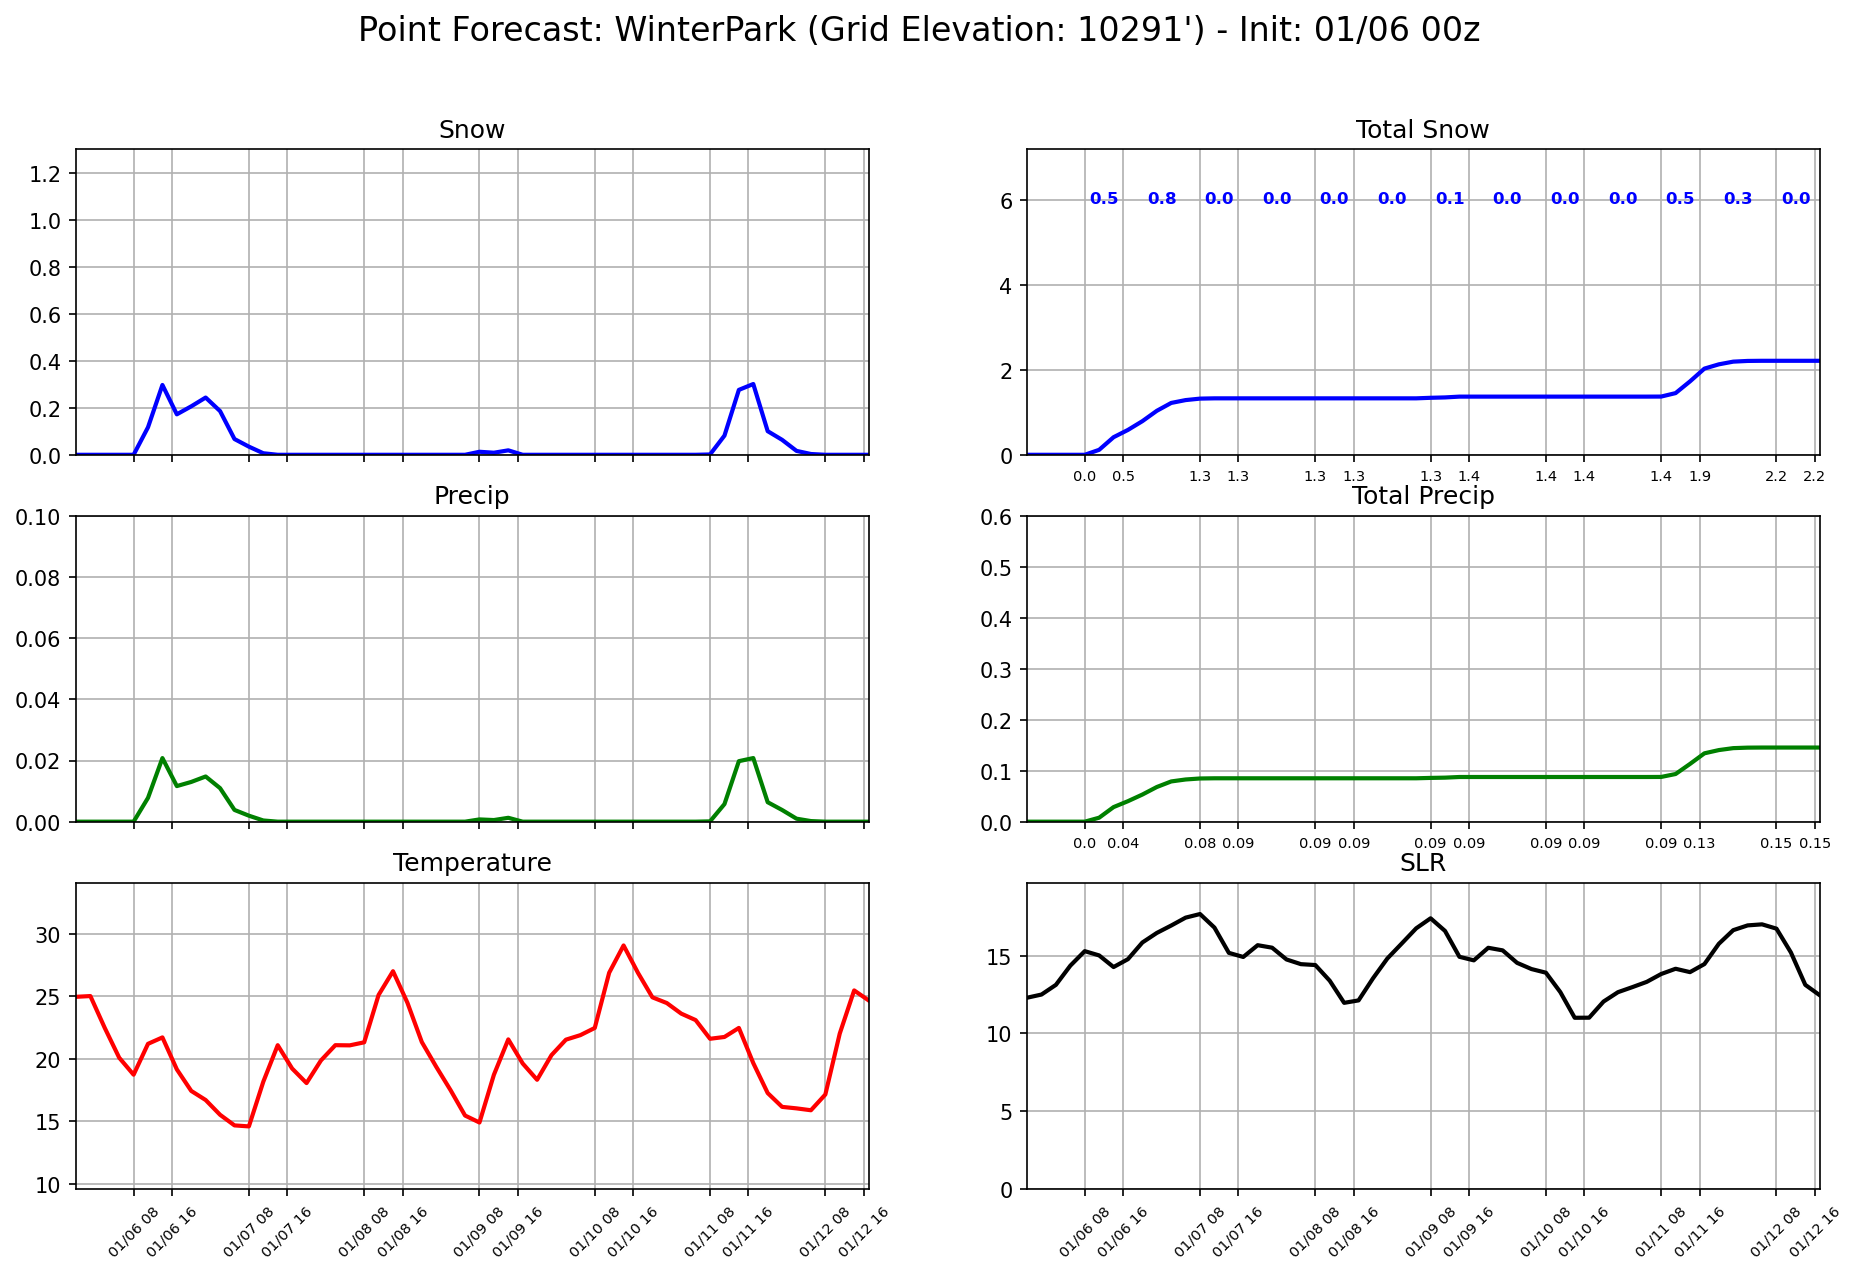 Point Forecast: WinterPark (Grid Elevation: 10291') - Init: 01/06 00z
Snow
1.2
1.0
0.8
0.6
0.4
0.2
0.0
Total Snow
0.5 0.8 0.0 0.0 0.0 0.0 0.1 0.0 0.0 0.0 0.5 0.3 0.0
6
4
2
0
0.0 0.5 1.3 1.3 1.3 1.3 1.3 1.4 1.4 1.4 1.4 1.9 2.2 2.2
Precip
0.10
0.08
0.06
0.04
0.02
0.00
Total Precip
0.6
0.5
0.4
0.3
0.2
0.1
0.0
0.0 0.04 0.08 0.09 0.09 0.09 0.09 0.09 0.09 0.09 0.09 0.13 0.15 0.15
Temperature
30
25
20
15
10
01/06 08 01/06 16 01/07 08 01/07 16 01/08 08 01/08 16 01/09 08 01/09 16 01/10 08 01/10 16 01/11 08 01/11 16 01/12 08 01/12 16
SLR
15
10
5
0
01/06 08 01/06 16 01/07 08 01/07 16 01/08 08 01/08 16 01/09 08 01/09 16 01/10 08 01/10 16 01/11 08 01/11 16 01/12 08 01/12 16